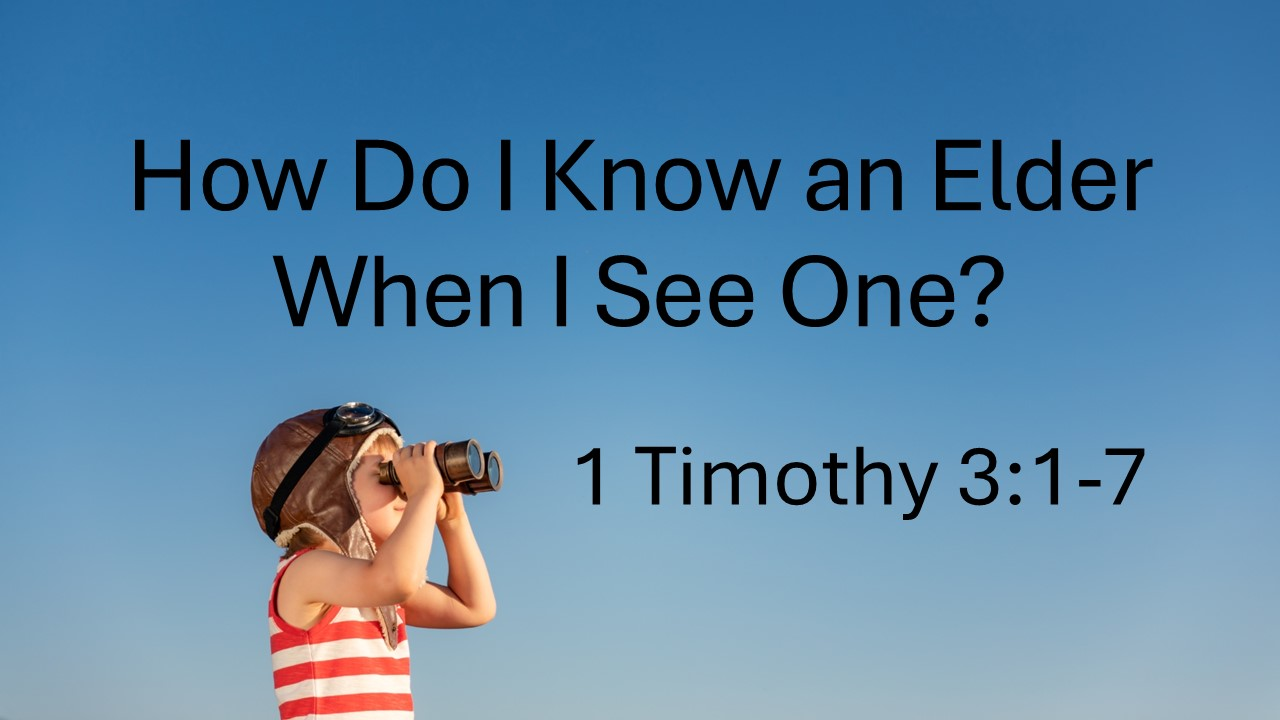 How Do I Know an Elder
When I See One?
1 Timothy 3:1-7